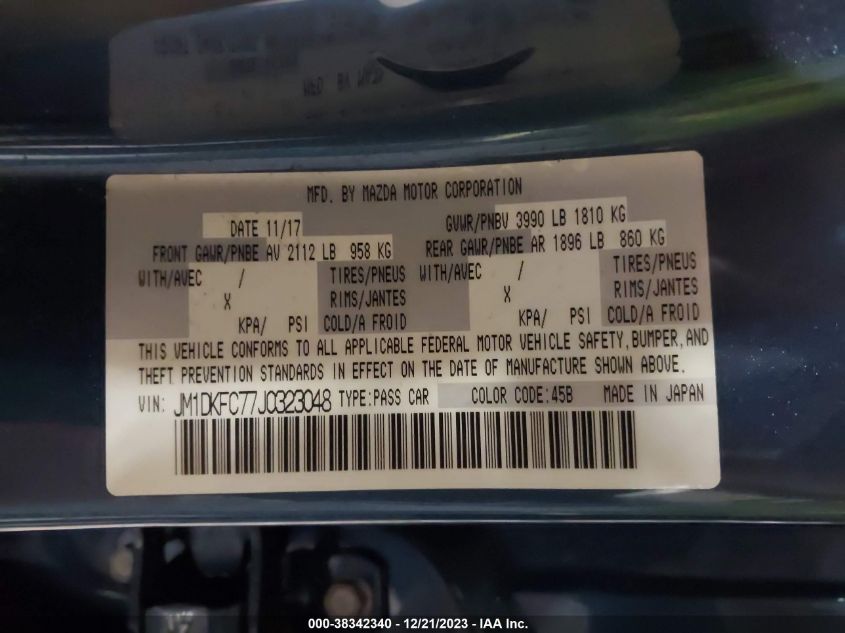 MFD. BY MAZDA MOTOR CORPORATION
DATE 11/17 GVWR/PNBV 3990 LB 1810 KG
FRONT GAWR/PNBE AV 2112 LB 958 KG REAR GAWR/PNBE AR 1896 LB 860 KG
WITH/AVEC / TIRES/PNEUS WITH/AVEC / TIRES/PNEUS
X RIMS/JANTES X RIMS/JANTES
KPA/ PSI COLD/A FROID KPA/ PSI COLD/A FROID
THIS VEHICLE CONFORMS TO ALL APPLICABLE FEDERAL MOTOR VEHICLE SAFETY, BUMPER, AND
THEFT PREVENTION STANDARDS IN EFFECT ON THE DATE OF MANUFACTURE SHOWN ABOVE.
VIN: JM1DKFC77J0323048 TYPE:PASS CAR COLOR CODE:45B MADE IN JAPAN
000-38342340 - 12/21/2023 - IAA Inc.